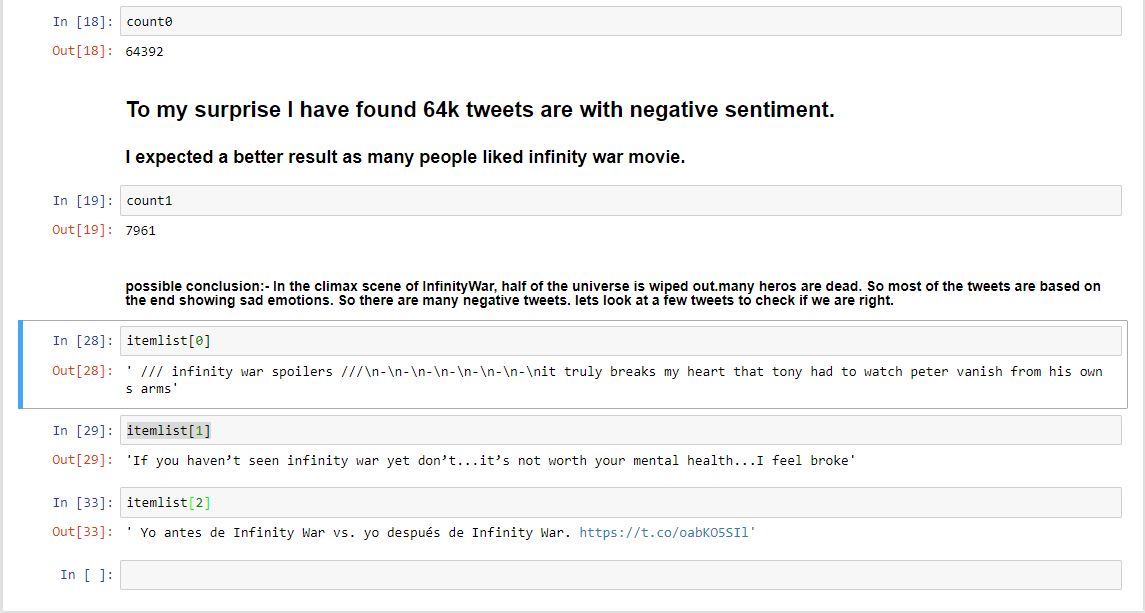 In [18]: count0
Out[18]: 64392
To my surprise I have found 64k tweets are with negative sentiment.
I expected a better result as many people liked infinity war movie.
In [19]: count1
Out[19]: 7961
possible conclusion:- In the climax scene of InfinityWar, half of the universe is wiped out.many heros are dead. So most of the tweets are based on
the end showing sad emotions. So there are many negative tweets. lets look at a few tweets to check if we are right.
In [28]: itemlist[0]
Out[28]: ' /// infinity war spoilers ///\n-\n-\n-\n-\n-\n-\n-\nit truly breaks my heart that tony had to watch peter vanish from his own
s arms'
In [29]: itemlist[1]
Out[29]: 'If you haven’t seen infinity war yet don’t...it’s not worth your mental health...I feel broke'
In [33]: itemlist[2]
Out[33]: ' Yo antes de Infinity War vs. yo después de Infinity War. https://t.co/oabKO5SIl'
In [ ]: